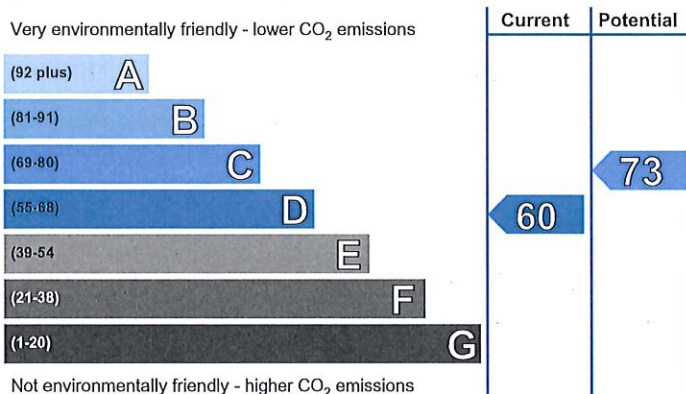 Very environmentally friendly - lower CO₂ emissions
Current Potential
(92 plus) A
(81-91) B
(69-80) C
73
(55-68) D
60
(39-54 E
(21-38) F
(1-20) G
Not environmentally friendly - higher CO₂ emissions